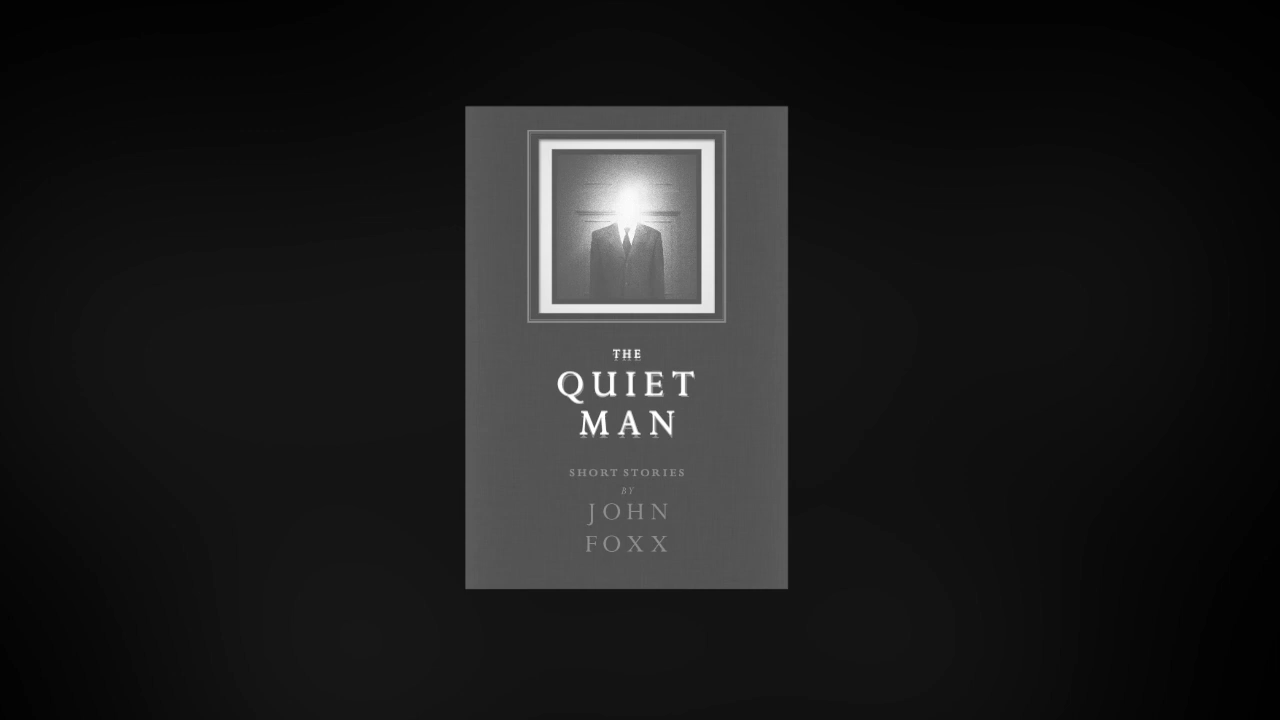 THE
QUIET
MAN
SHORT STORIES
BY
JOHN
FOXX